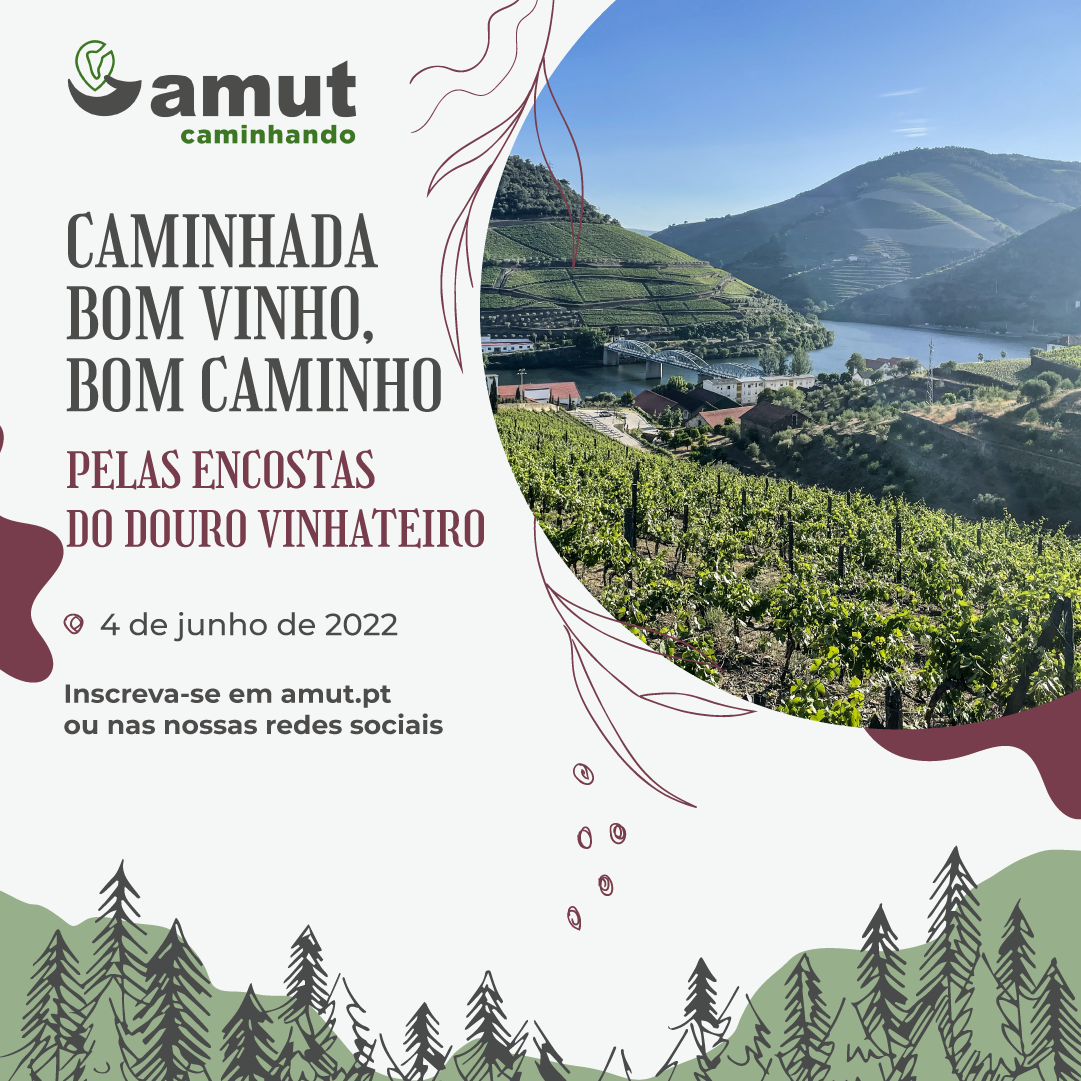 amut
caminhando
CAMINHADA
BOM VINHO,
BOM CAMINHO
PELAS ENCOSTAS
DO DOURO VINHATEIRO
4 de junho de 2022
Inscreva-se em amut.pt
ou nas nossas redes sociais